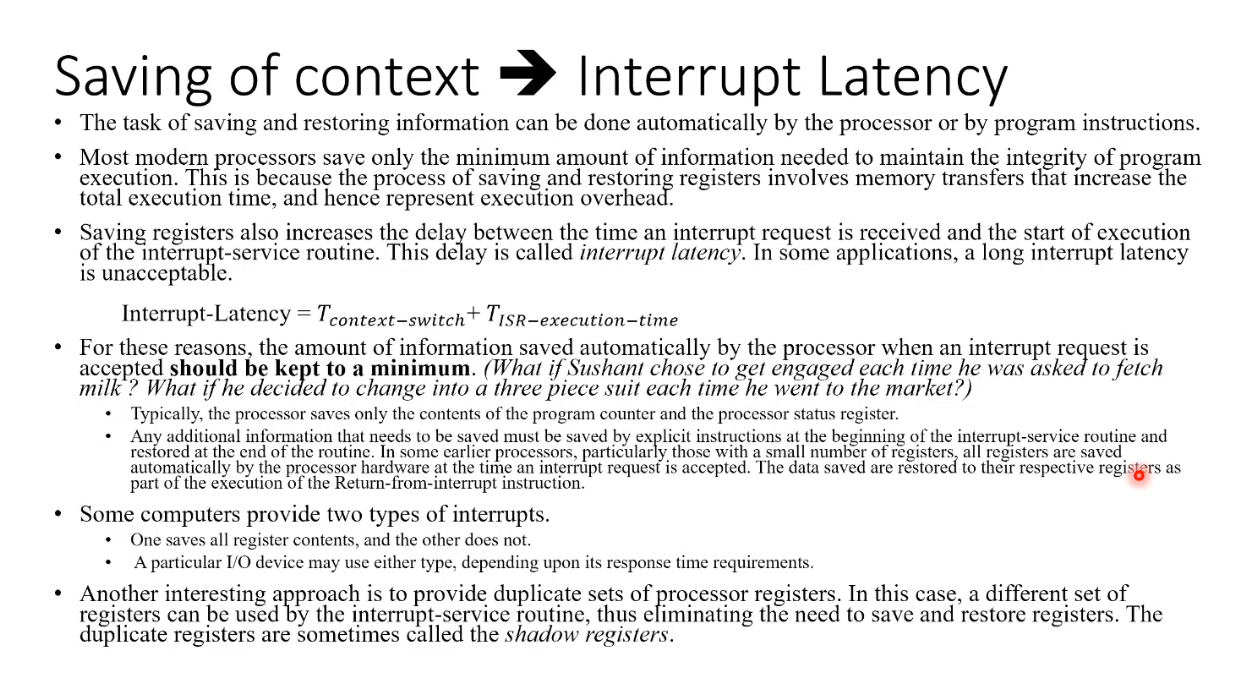 Saving of context ➔ Interrupt Latency
• The task of saving and restoring information can be done automatically by the processor or by program instructions.
• Most modern processors save only the minimum amount of information needed to maintain the integrity of program
execution. This is because the process of saving and restoring registers involves memory transfers that increase the
total execution time, and hence represent execution overhead.
• Saving registers also increases the delay between the time an interrupt request is received and the start of execution
of the interrupt-service routine. This delay is called interrupt latency. In some applications, a long interrupt latency
is unacceptable.
Interrupt-Latency = T_context−switch + T_ISR−execution−time
• For these reasons, the amount of information saved automatically by the processor when an interrupt request is
accepted should be kept to a minimum. (What if Sushant chose to get engaged each time he was asked to fetch
milk ? What if he decided to change into a three piece suit each time he went to the market?)
• Typically, the processor saves only the contents of the program counter and the processor status register.
• Any additional information that needs to be saved must be saved by explicit instructions at the beginning of the interrupt-service routine and
restored at the end of the routine. In some earlier processors, particularly those with a small number of registers, all registers are saved
automatically by the processor hardware at the time an interrupt request is accepted. The data saved are restored to their respective registers as
part of the execution of the Return-from-interrupt instruction.
• Some computers provide two types of interrupts.
• One saves all register contents, and the other does not.
• A particular I/O device may use either type, depending upon its response time requirements.
• Another interesting approach is to provide duplicate sets of processor registers. In this case, a different set of
registers can be used by the interrupt-service routine, thus eliminating the need to save and restore registers. The
duplicate registers are sometimes called the shadow registers.